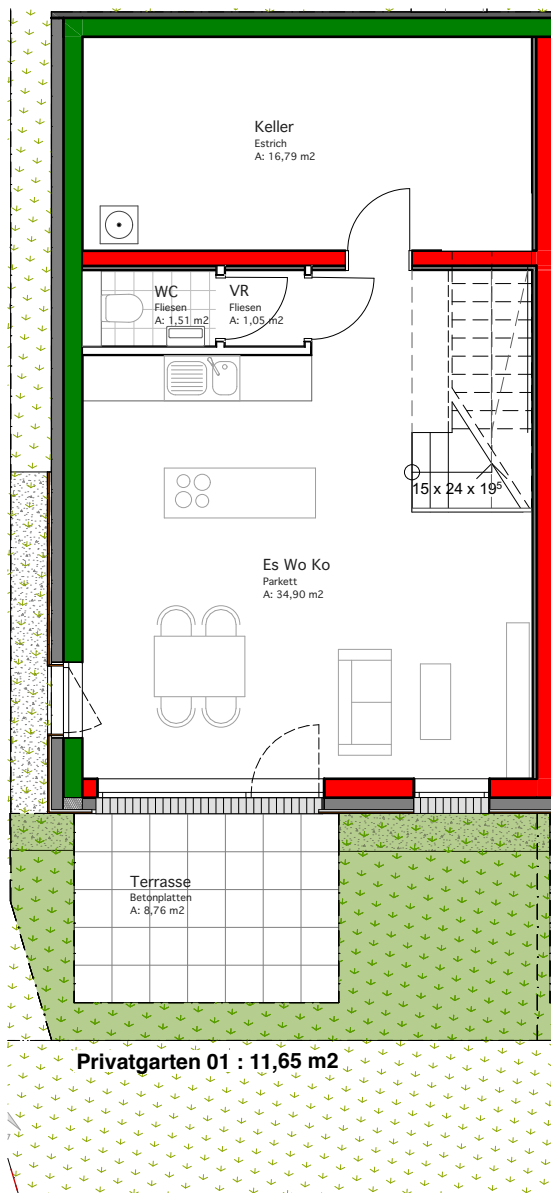 Keller
Estrich
A: 16,79 m2
WC
Fliesen
A: 1,51 m2
VR
Fliesen
A: 1,05 m2
15 x 24 x 19⁵
Es Wo Ko
Parkett
A: 34,90 m2
Terrasse
Betonplatten
A: 8,76 m2
Privatgarten 01 : 11,65 m2